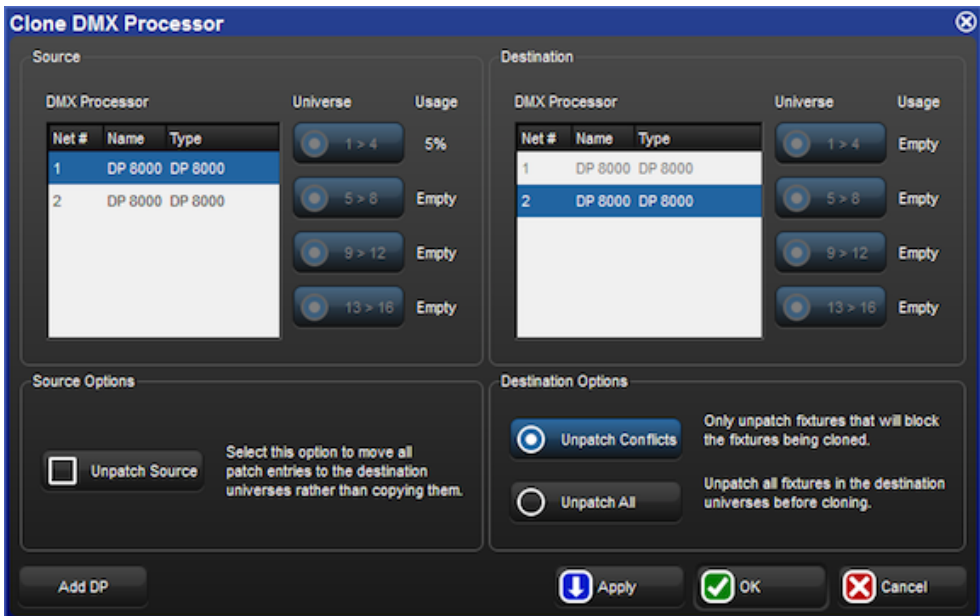 Clone DMX Processor
Source
DMX Processor Universe Usage
Net # Name Type
1 DP 8000 DP 8000
2 DP 8000 DP 8000
1 > 4 5%
5 > 8 Empty
9 > 12 Empty
13 > 16 Empty
Destination
DMX Processor Universe Usage
Net # Name Type
1 DP 8000 DP 8000
2 DP 8000 DP 8000
1 > 4 Empty
5 > 8 Empty
9 > 12 Empty
13 > 16 Empty
Source Options
Unpatch Source
Select this option to move all
patch entries to the destination
universes rather than copying them.
Destination Options
Unpatch Conflicts
Only unpatch fixtures that will block
the fixtures being cloned.
Unpatch All
Unpatch all fixtures in the destination
universes before cloning.
Add DP
Apply
OK
Cancel